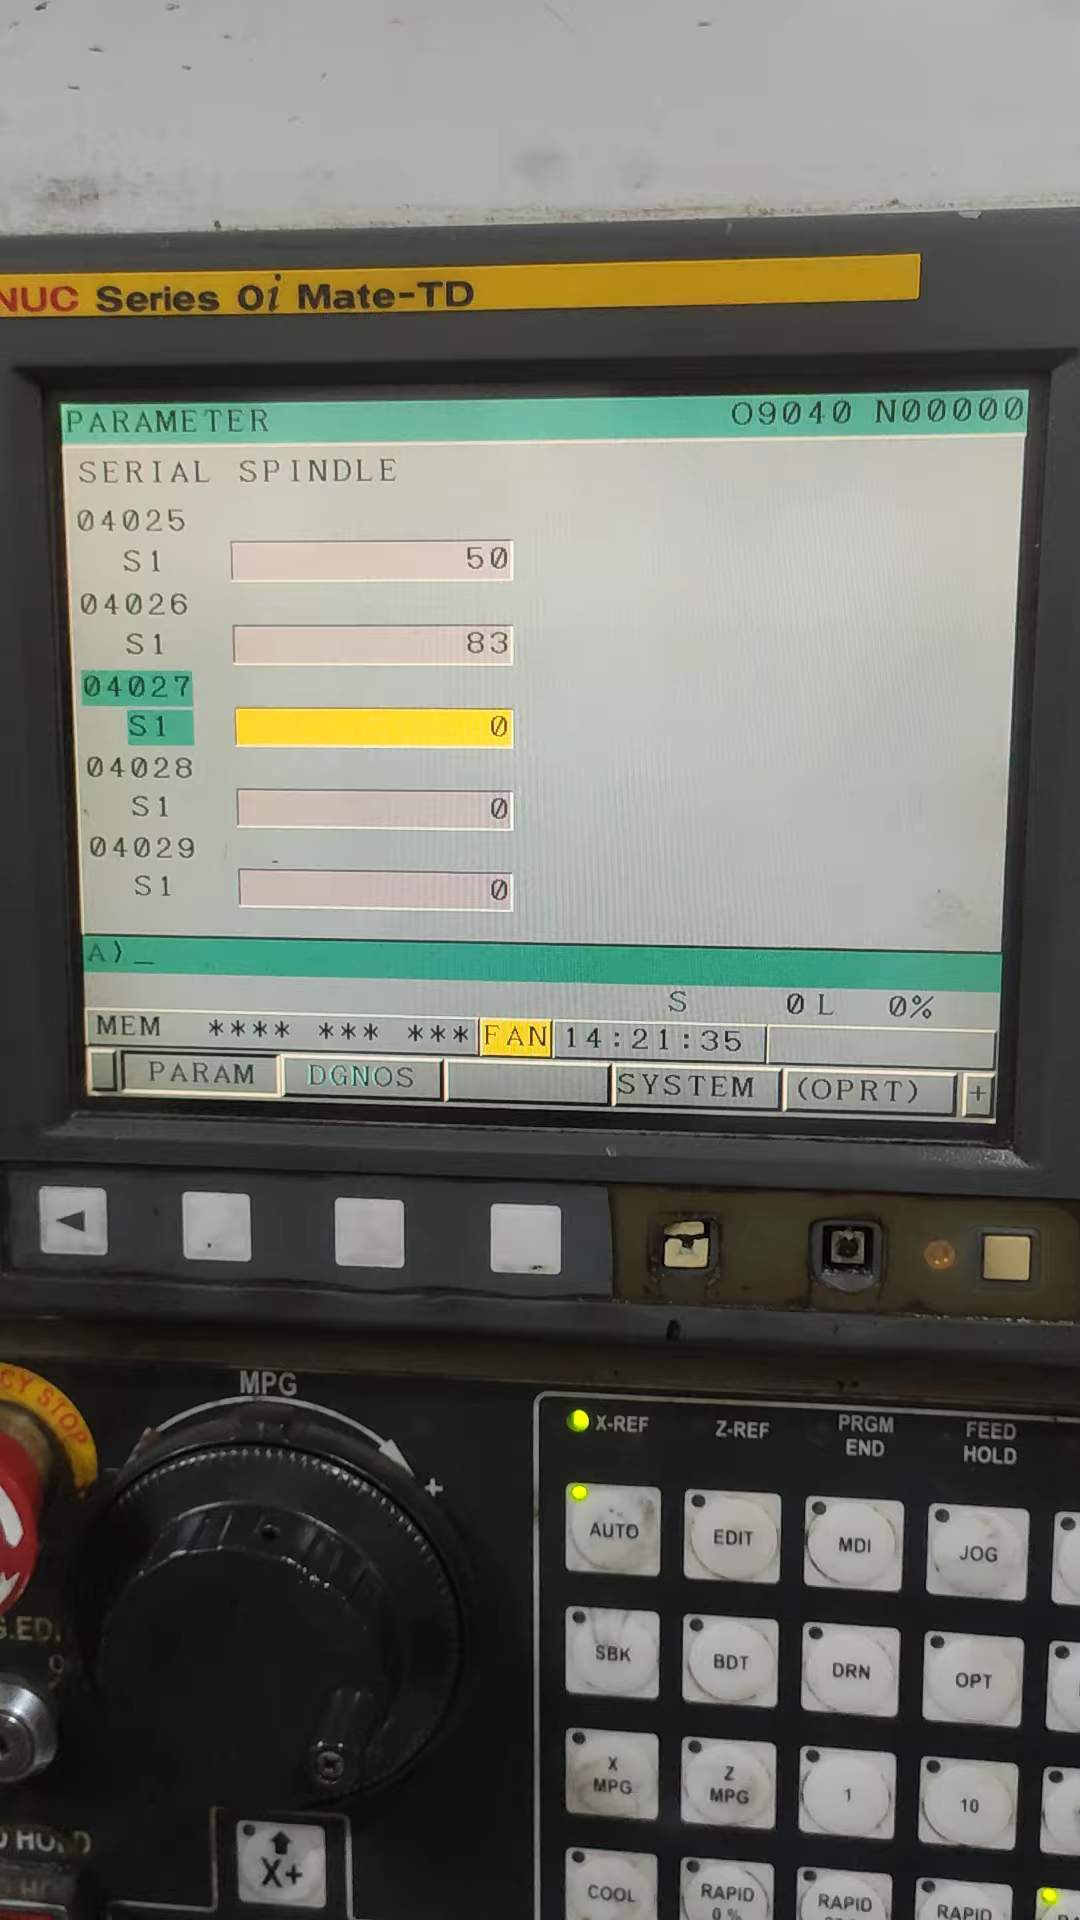 NUC Series 0i Mate-TD
PARAMETER O9040 N00000
SERIAL SPINDLE
04025
S1 50
04026
S1 83
04027
S1 0
04028
S1 0
04029
S1 0
A)_
S 0 L 0%
MEM **** *** *** FAN 14:21:35
PARAM DGNOS SYSTEM (OPRT) +
MPG
+
CY STOP
X-REF Z-REF PRGM END FEED HOLD
AUTO EDIT MDI JOG
SBK BDT DRN OPT
X MPG Z MPG 1 10
X+
COOL RAPID 0% RAPID RAPID